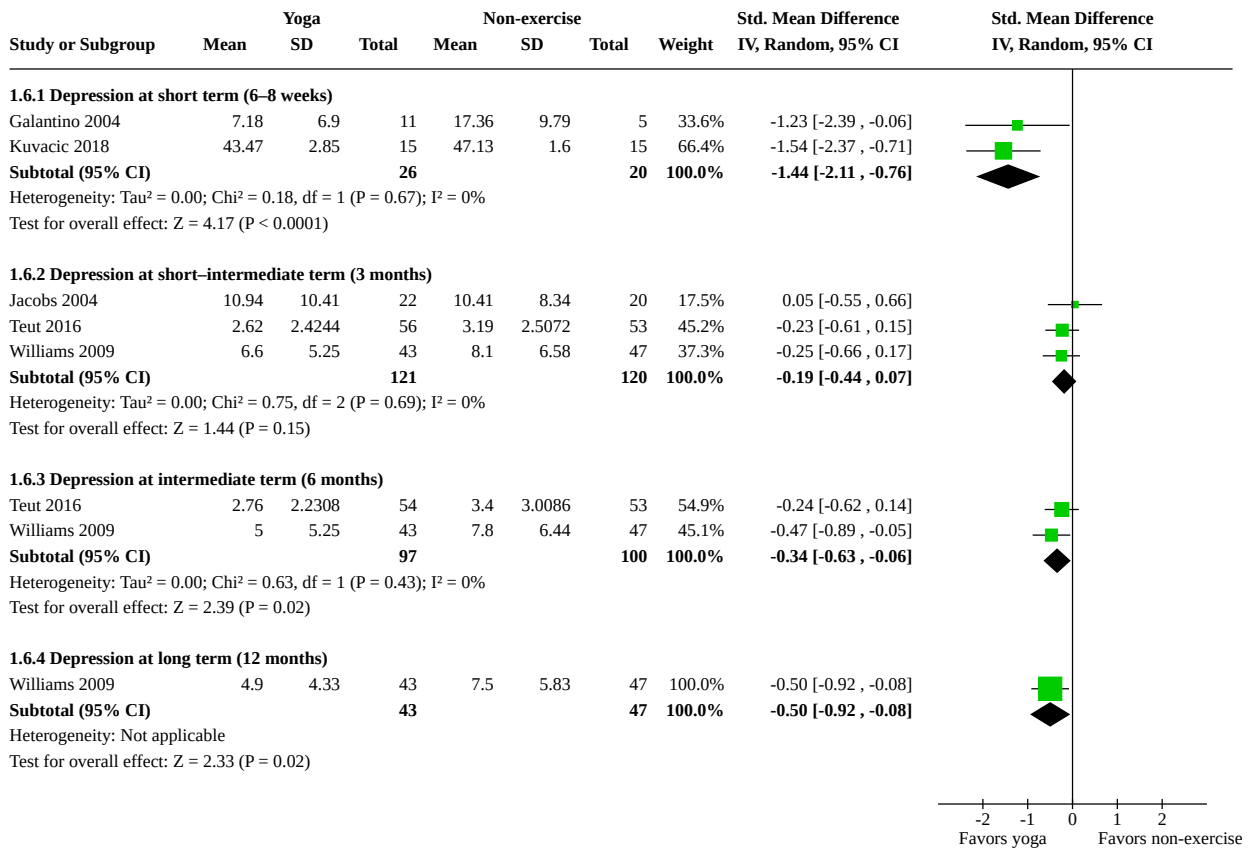 Yoga Non-exercise Std. Mean Difference Std. Mean Difference
Study or Subgroup Mean SD Total Mean SD Total Weight IV, Random, 95% CI IV, Random, 95% CI
1.6.1 Depression at short term (6–8 weeks)
Galantino 2004 7.18 6.9 11 17.36 9.79 5 33.6% -1.23 [-2.39 , -0.06]
Kuvacic 2018 43.47 2.85 15 47.13 1.6 15 66.4% -1.54 [-2.37 , -0.71]
Subtotal (95% CI) 26 20 100.0% -1.44 [-2.11 , -0.76]
Heterogeneity: Tau² = 0.00; Chi² = 0.18, df = 1 (P = 0.67); I² = 0%
Test for overall effect: Z = 4.17 (P < 0.0001)
1.6.2 Depression at short–intermediate term (3 months)
Jacobs 2004 10.94 10.41 22 10.41 8.34 20 17.5% 0.05 [-0.55 , 0.66]
Teut 2016 2.62 2.4244 56 3.19 2.5072 53 45.2% -0.23 [-0.61 , 0.15]
Williams 2009 6.6 5.25 43 8.1 6.58 47 37.3% -0.25 [-0.66 , 0.17]
Subtotal (95% CI) 121 120 100.0% -0.19 [-0.44 , 0.07]
Heterogeneity: Tau² = 0.00; Chi² = 0.75, df = 2 (P = 0.69); I² = 0%
Test for overall effect: Z = 1.44 (P = 0.15)
1.6.3 Depression at intermediate term (6 months)
Teut 2016 2.76 2.2308 54 3.4 3.0086 53 54.9% -0.24 [-0.62 , 0.14]
Williams 2009 5 5.25 43 7.8 6.44 47 45.1% -0.47 [-0.89 , -0.05]
Subtotal (95% CI) 97 100 100.0% -0.34 [-0.63 , -0.06]
Heterogeneity: Tau² = 0.00; Chi² = 0.63, df = 1 (P = 0.43); I² = 0%
Test for overall effect: Z = 2.39 (P = 0.02)
1.6.4 Depression at long term (12 months)
Williams 2009 4.9 4.33 43 7.5 5.83 47 100.0% -0.50 [-0.92 , -0.08]
Subtotal (95% CI) 43 47 100.0% -0.50 [-0.92 , -0.08]
Heterogeneity: Not applicable
Test for overall effect: Z = 2.33 (P = 0.02)
-2 -1 0 1 2
Favors yoga Favors non-exercise